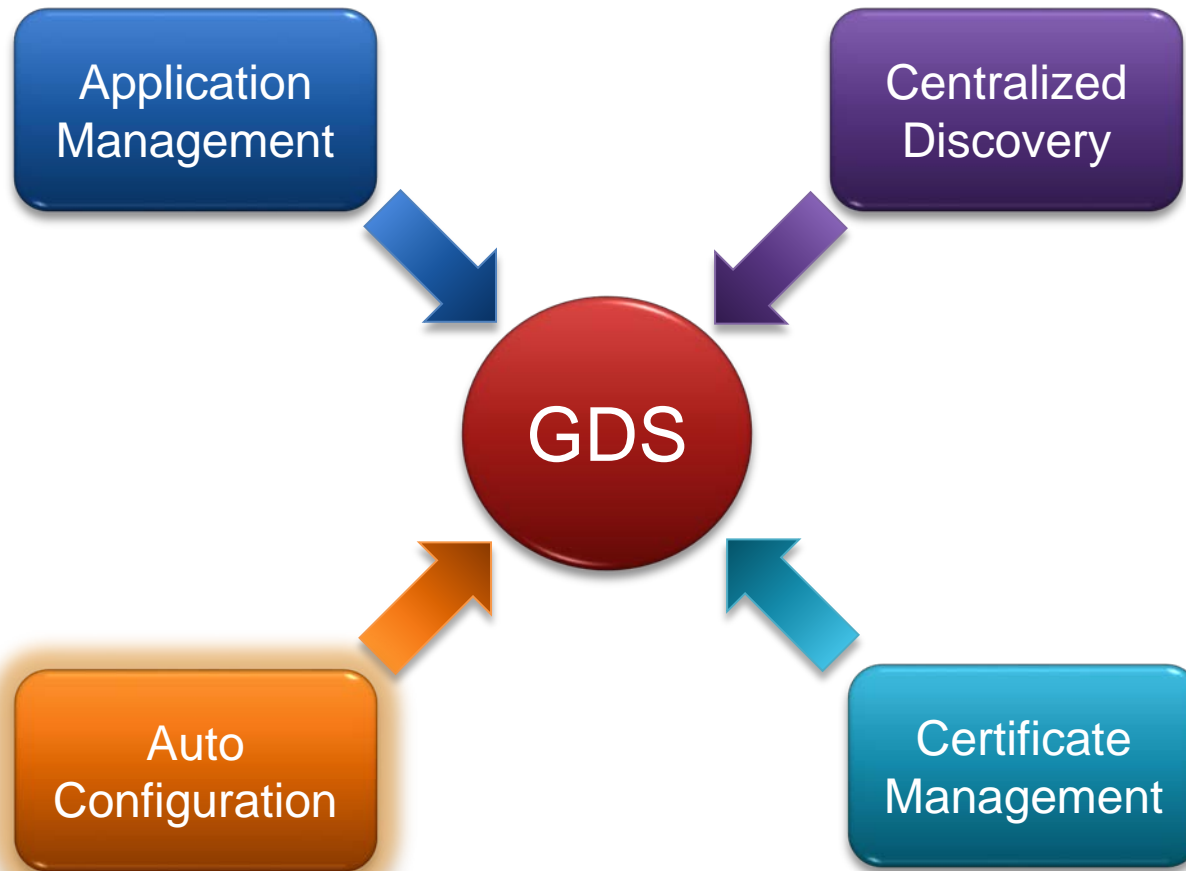 Application
Management
Centralized
Discovery
GDS
Auto
Configuration
Certificate
Management